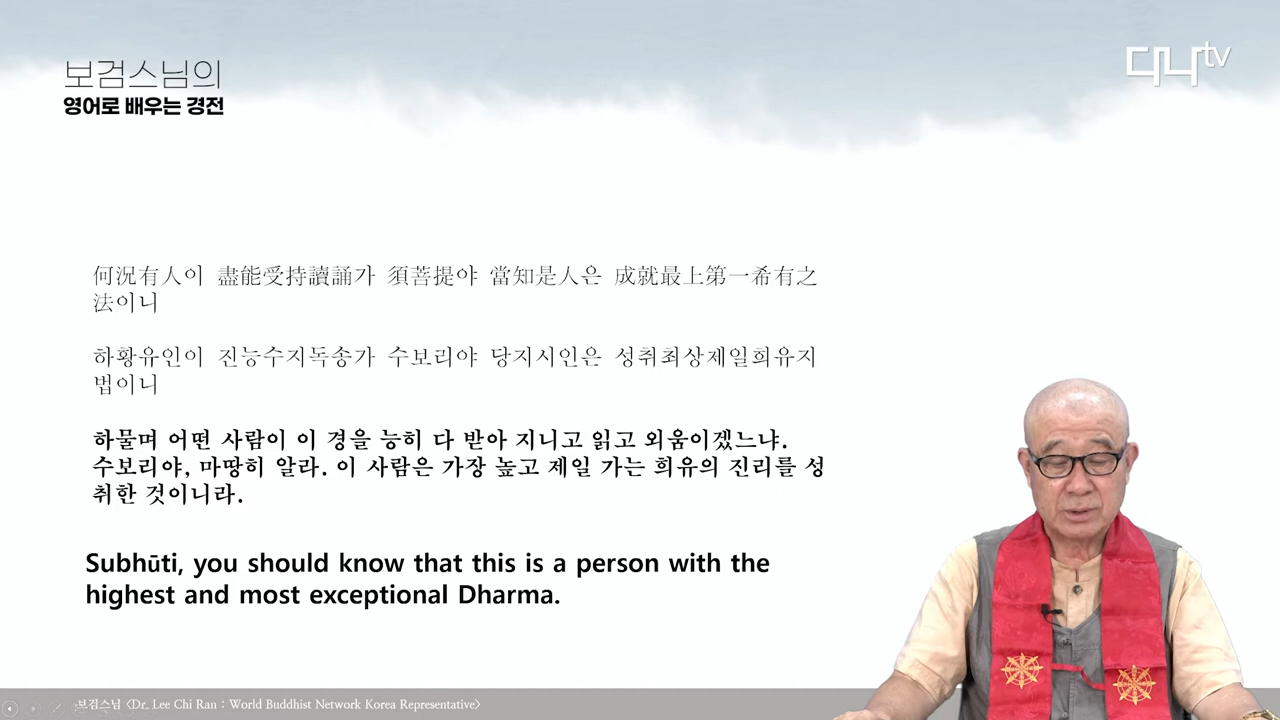 보검스님의
영어로 배우는 경전
다나tv
何況有人이 盡能受持讀誦가 須菩提야 當知是人은 成就最上第一希有之
法이니
하황유인이 진능수지독송가 수보리야 당지시인은 성취최상제일희유지
법이니
하물며 어떤 사람이 이 경을 능히 다 받아 지니고 읽고 외움이겠느냐.
수보리야, 마땅히 알라. 이 사람은 가장 높고 제일 가는 희유의 진리를 성
취한 것이니라.
Subhūti, you should know that this is a person with the
highest and most exceptional Dharma.
보검스님 <Dr. Lee Chi Ran : World Buddhist Network Korea Representative>